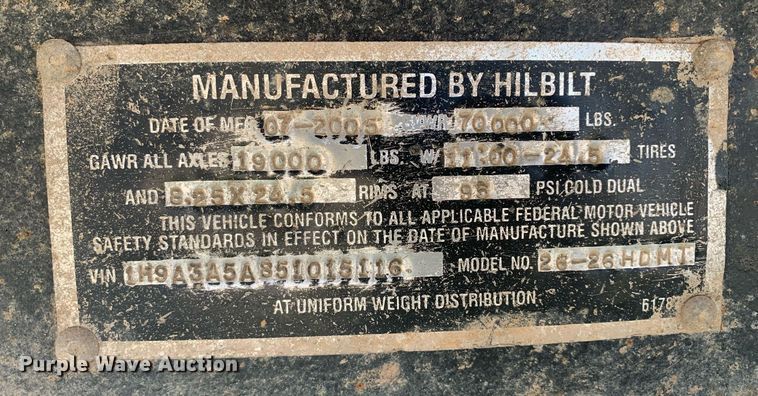 MANUFACTURED BY HILBILT
DATE OF MFG 07-2005 GVWR 70000 LBS.
GAWR ALL AXLES 19000 LBS. W/ 11:00-24.5 TIRES
AND 8.25X24.5 RIMS AT PSI COLD DUAL
THIS VEHICLE CONFORMS TO ALL APPLICABLE FEDERAL MOTOR VEHICLE
SAFETY STANDARDS IN EFFECT ON THE DATE OF MANUFACTURE SHOWN ABOVE
VIN 1H9A3A5A851015116 MODEL NO. 26-26HDMT
AT UNIFORM WEIGHT DISTRIBUTION
Purple Wave Auction